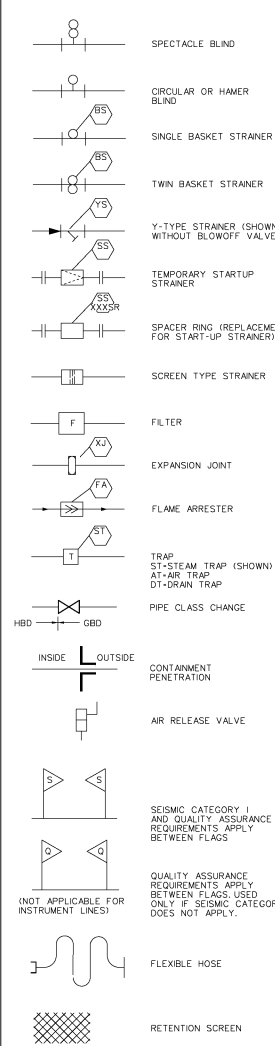 SPECTACLE BLIND
CIRCULAR OR HAMER
BLIND
BS
SINGLE BASKET STRAINER
BS
TWIN BASKET STRAINER
YS
Y-TYPE STRAINER (SHOWN
WITHOUT BLOWOFF VALVE
SS
TEMPORARY STARTUP
STRAINER
SS
XXXSR
SPACER RING (REPLACEME
FOR START-UP STRAINER)
SCREEN TYPE STRAINER
F
FILTER
XJ
EXPANSION JOINT
FA
FLAME ARRESTER
ST
T
TRAP
ST=STEAM TRAP (SHOWN)
AT=AIR TRAP
DT=DRAIN TRAP
PIPE CLASS CHANGE
HBD GBD
INSIDE OUTSIDE
CONTAINMENT
PENETRATION
AIR RELEASE VALVE
S S
SEISMIC CATEGORY I
AND QUALITY ASSURANCE
REQUIREMENTS APPLY
BETWEEN FLAGS
Q Q
QUALITY ASSURANCE
REQUIREMENTS APPLY
BETWEEN FLAGS. USED
ONLY IF SEISMIC CATEGOR
DOES NOT APPLY.
(NOT APPLICABLE FOR
INSTRUMENT LINES)
FLEXIBLE HOSE
RETENTION SCREEN